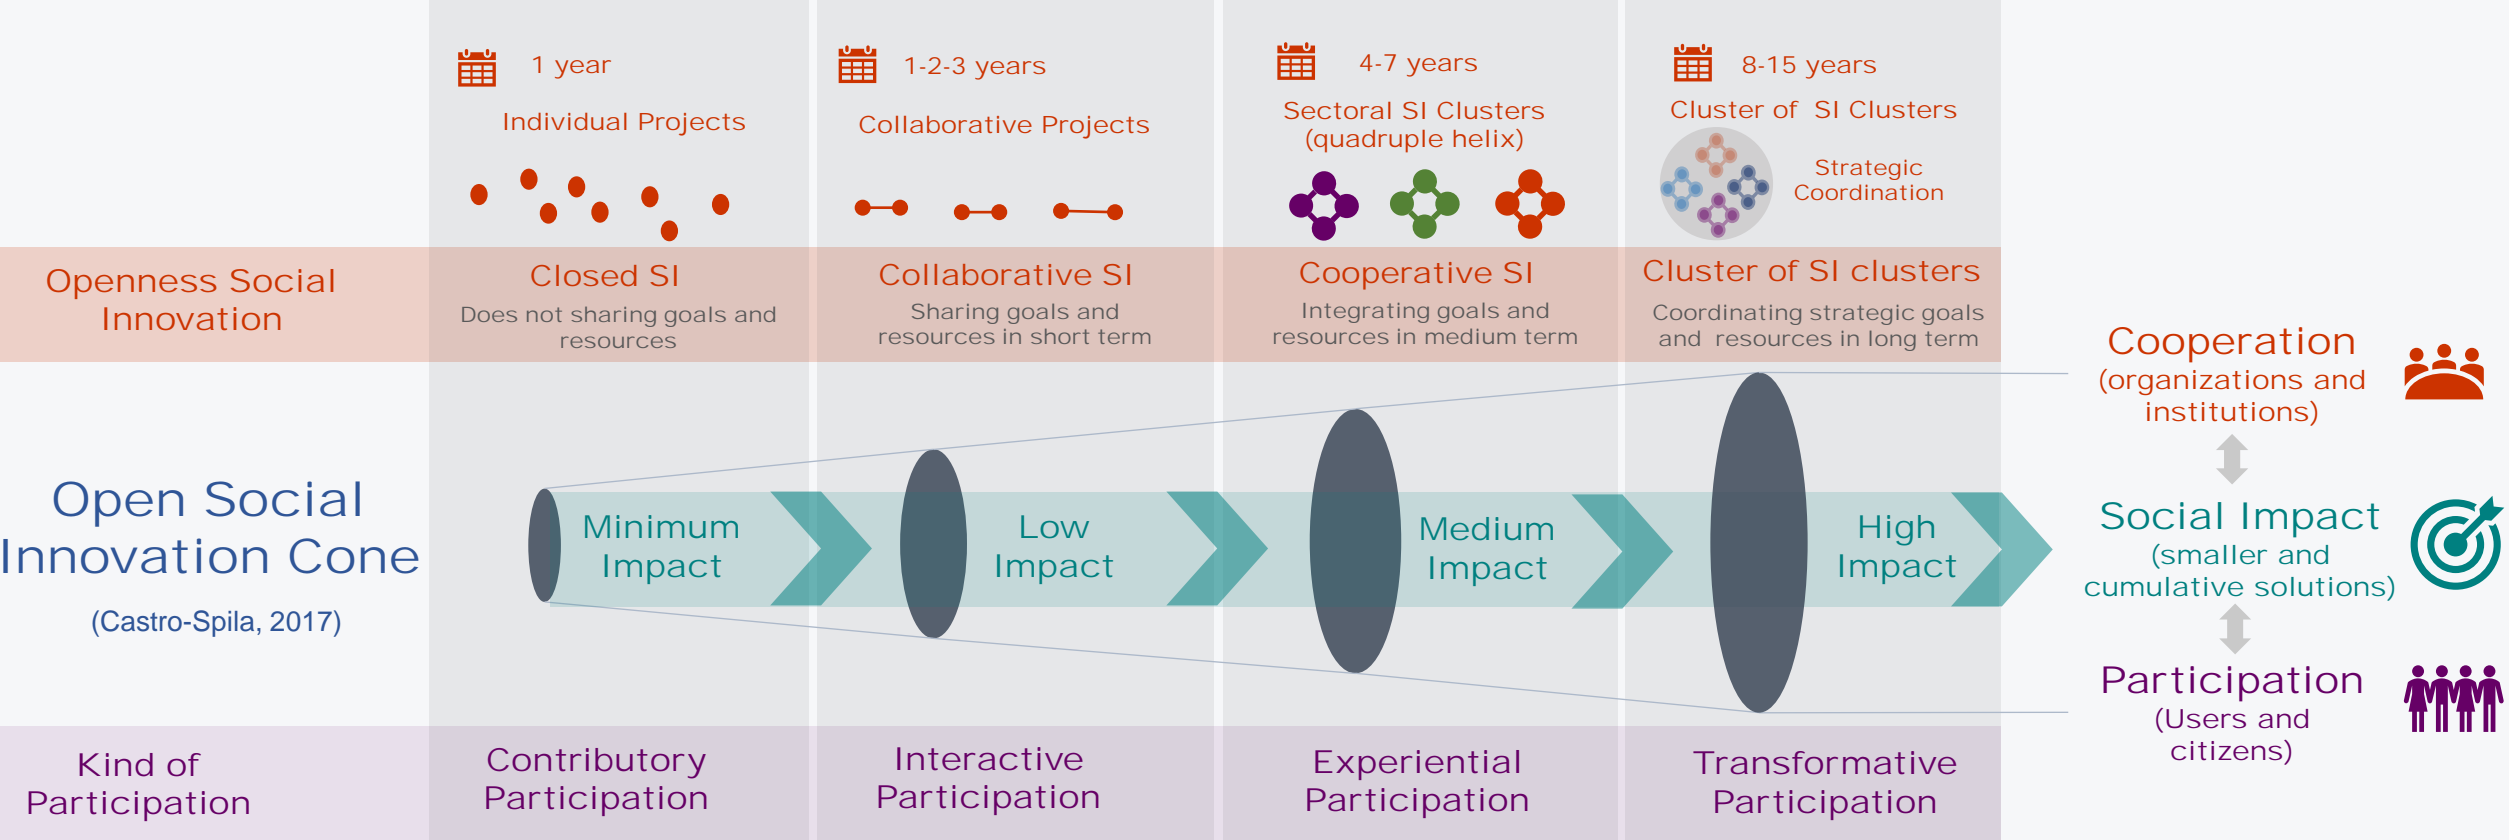 1 year
Individual Projects
1-2-3 years
Collaborative Projects
4-7 years
Sectoral SI Clusters
(quadruple helix)
8-15 years
Cluster of SI Clusters
Strategic
Coordination
Openness Social
Innovation
Closed SI
Does not sharing goals and
resources
Collaborative SI
Sharing goals and
resources in short term
Cooperative SI
Integrating goals and
resources in medium term
Cluster of SI clusters
Coordinating strategic goals
and resources in long term
Open Social
Innovation Cone
(Castro-Spila, 2017)
Minimum
Impact
Low
Impact
Medium
Impact
High
Impact
Cooperation
(organizations and
institutions)
Social Impact
(smaller and
cumulative solutions)
Participation
(Users and
citizens)
Kind of
Participation
Contributory
Participation
Interactive
Participation
Experiential
Participation
Transformative
Participation